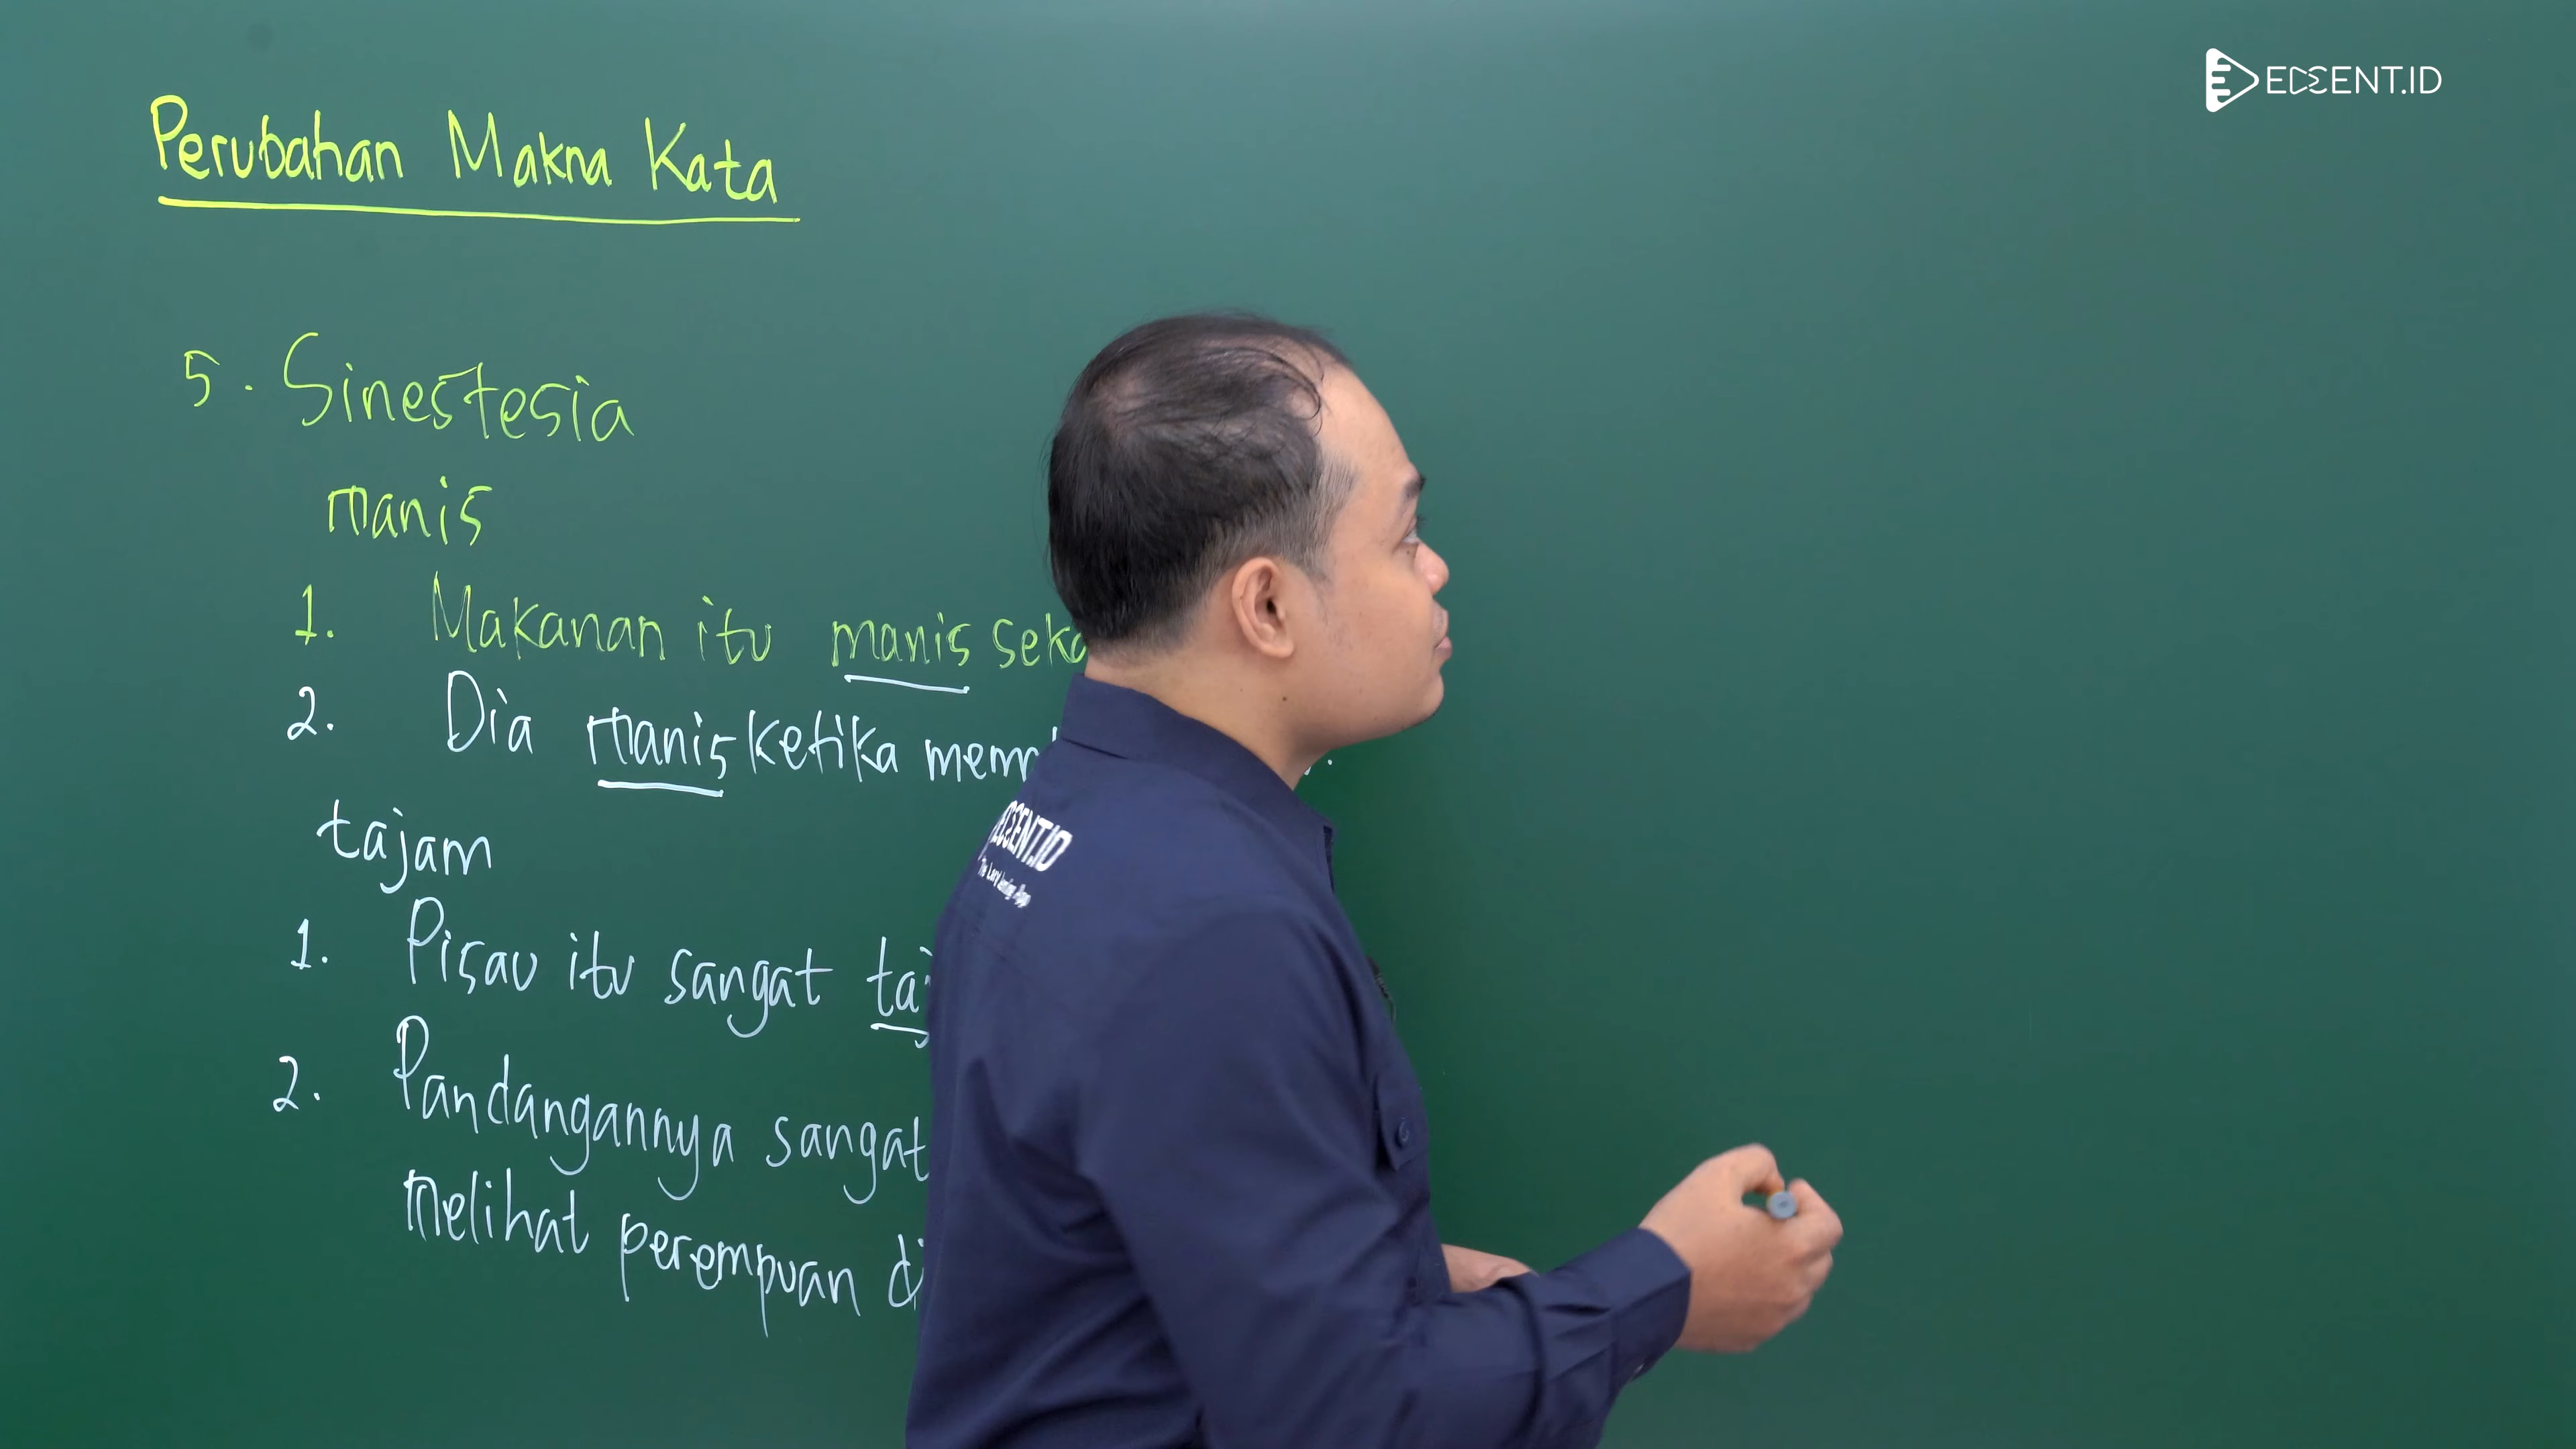 EDCENT.ID
Perubahan Makna Kata
5. Sinestesia
manis
1. Makanan itu manis
2. Dia manis ketika
tajam
1. Pisau itu sangat
2. Pandangannya sangat
melihat perempuan